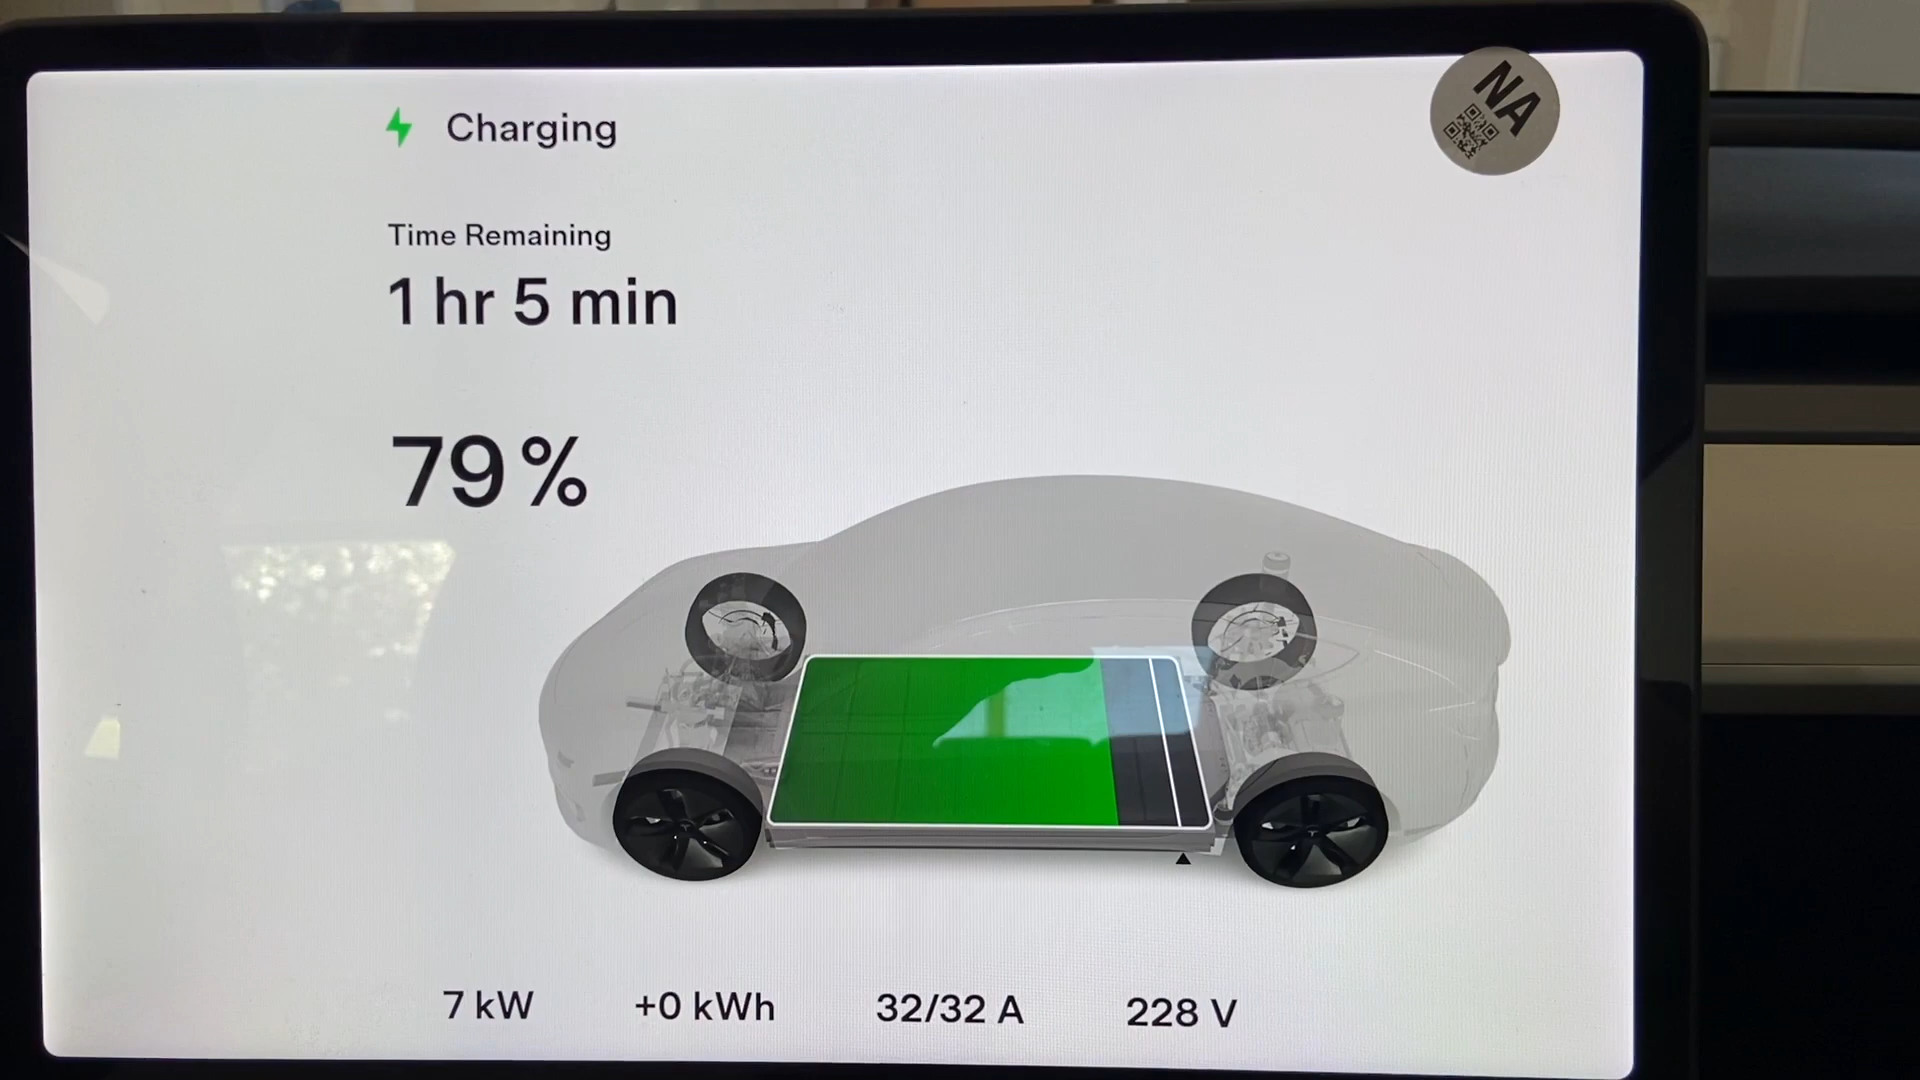 NA
Charging
Time Remaining
1 hr 5 min
79 %
7 kW
+0 kWh
32/32 A
228 V